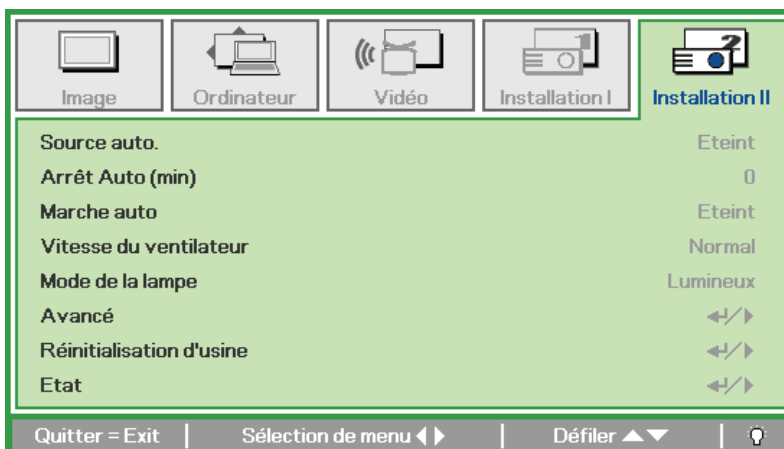 Image Ordinateur Vidéo Installation I Installation II
Source auto. Eteint
Arrêt Auto (min) 0
Marche auto Eteint
Vitesse du ventilateur Normal
Mode de la lampe Lumineux
Avancé
Réinitialisation d'usine
Etat
Quitter = Exit Sélection de menu Défiler